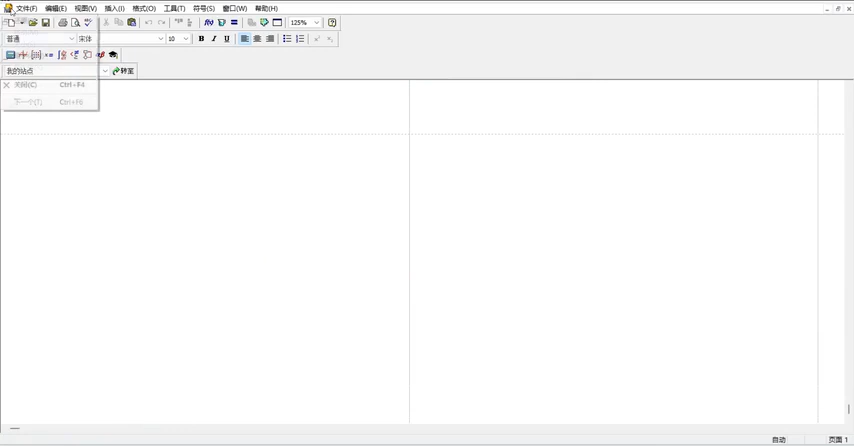 文件(F) 编辑(E) 视图(V) 插入(I) 格式(O) 工具(T) 符号(S) 窗口(W) 帮助(H)
125%
普通 宋体 10 B I U
我的站点 转至
关闭(C) Ctrl+F4
下一个(T) Ctrl+F6
自动 页面 1